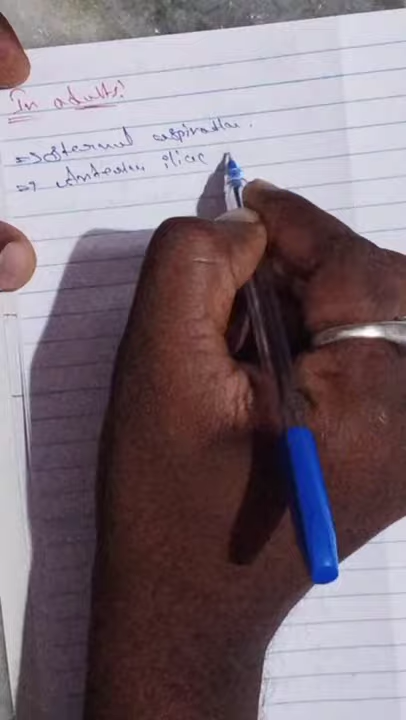 In adults:
=> Sternal aspiration.
=> Anterior iliac